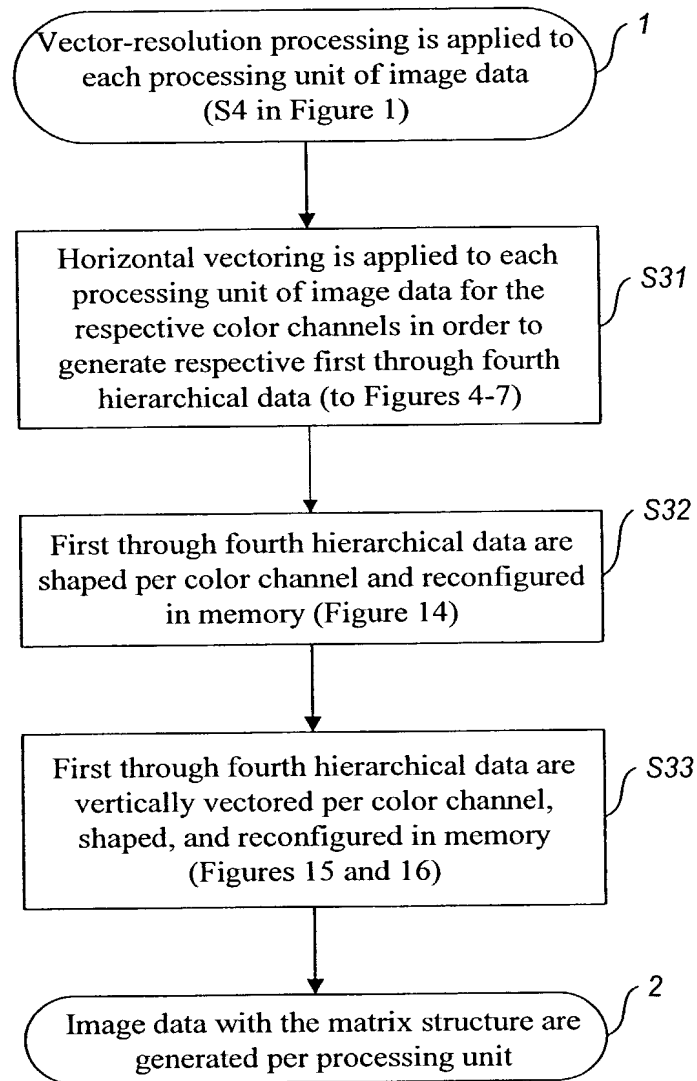 Vector-resolution processing is applied to
each processing unit of image data
(S4 in Figure 1)
1
Horizontal vectoring is applied to each
processing unit of image data for the
respective color channels in order to
generate respective first through fourth
hierarchical data (to Figures 4-7)
S31
First through fourth hierarchical data are
shaped per color channel and reconfigured
in memory (Figure 14)
S32
First through fourth hierarchical data are
vertically vectored per color channel,
shaped, and reconfigured in memory
(Figures 15 and 16)
S33
Image data with the matrix structure are
generated per processing unit
2